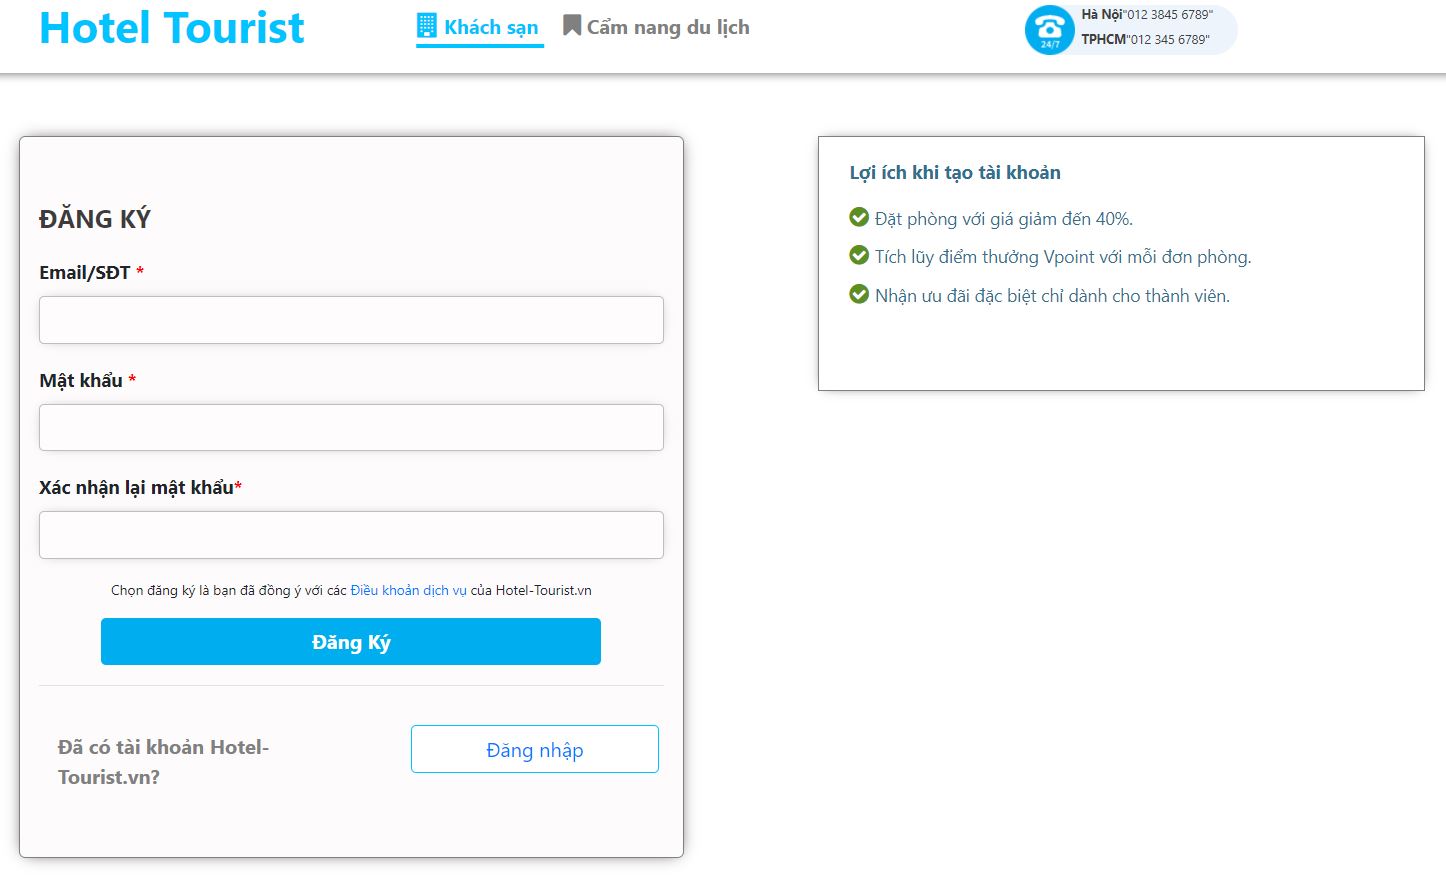 Hotel Tourist
Khách sạn
Cẩm nang du lịch
24/7
Hà Nội"012 3845 6789"
TPHCM"012 345 6789"
ĐĂNG KÝ
Email/SĐT *
Mật khẩu *
Xác nhận lại mật khẩu*
Chọn đăng ký là bạn đã đồng ý với các Điều khoản dịch vụ của Hotel-Tourist.vn
Đăng Ký
Đã có tài khoản Hotel-
Tourist.vn?
Đăng nhập
Lợi ích khi tạo tài khoản
Đặt phòng với giá giảm đến 40%.
Tích lũy điểm thưởng Vpoint với mỗi đơn phòng.
Nhận ưu đãi đặc biệt chỉ dành cho thành viên.